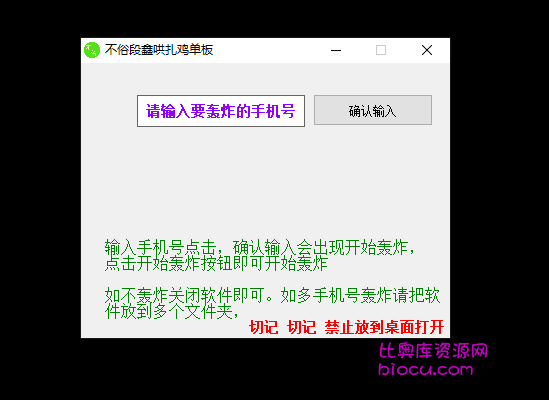 不俗段鑫哄扎鸡单板
请输入要轰炸的手机号
确认输入
输入手机号点击，确认输入会出现开始轰炸，
点击开始轰炸按钮即可开始轰炸
如不轰炸关闭软件即可。如多手机号轰炸请把软
件放到多个文件夹，
切记 切记 禁止放到桌面打开
比奥库资源网
biocu.com